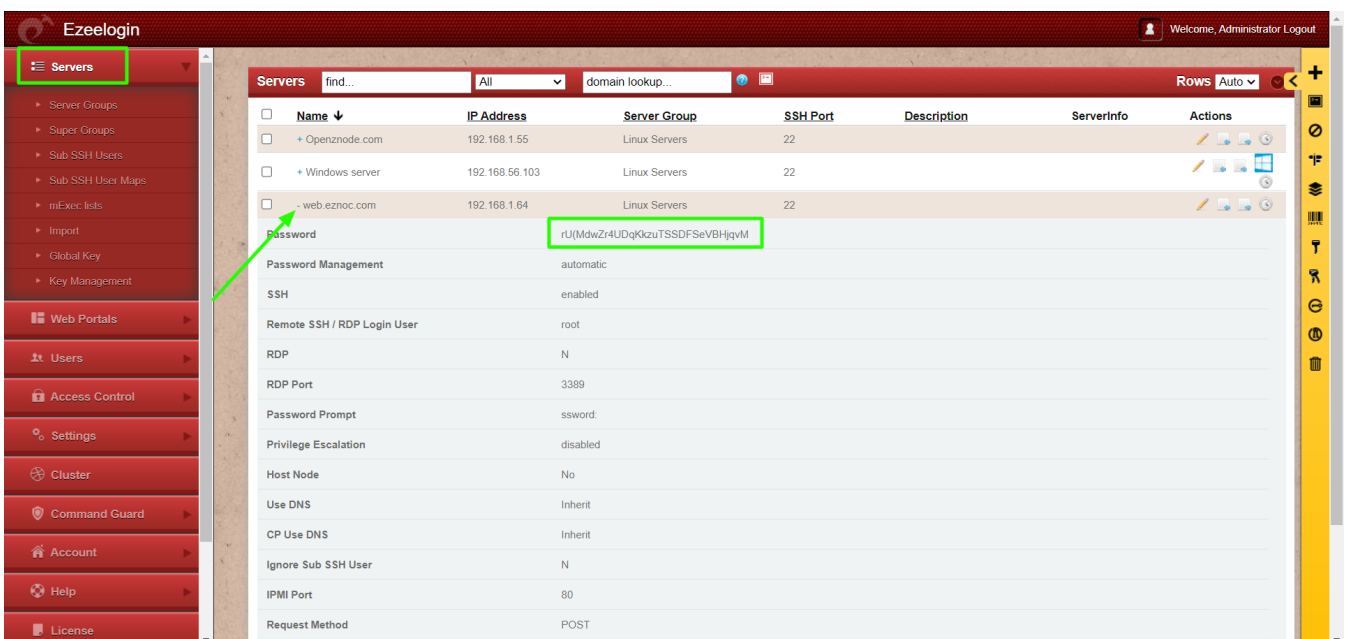 Ezeelogin
Welcome, Administrator Logout
Servers
Server Groups
Super Groups
Sub SSH Users
Sub SSH User Maps
mExec lists
Import
Global Key
Key Management
Web Portals
Users
Access Control
Settings
Cluster
Command Guard
Account
Help
License
Servers find... All domain lookup... Rows Auto
Name IP Address Server Group SSH Port Description ServerInfo Actions
+ Openznode.com 192.168.1.55 Linux Servers 22
+ Windows server 192.168.56.103 Linux Servers 22
- web.eznoc.com 192.168.1.64 Linux Servers 22
Password rU(MdwZr4UDqKkzuTSSDFSeVBHjqvM
Password Management automatic
SSH enabled
Remote SSH / RDP Login User root
RDP N
RDP Port 3389
Password Prompt ssword:
Privilege Escalation disabled
Host Node No
Use DNS Inherit
CP Use DNS Inherit
Ignore Sub SSH User N
IPMI Port 80
Request Method POST